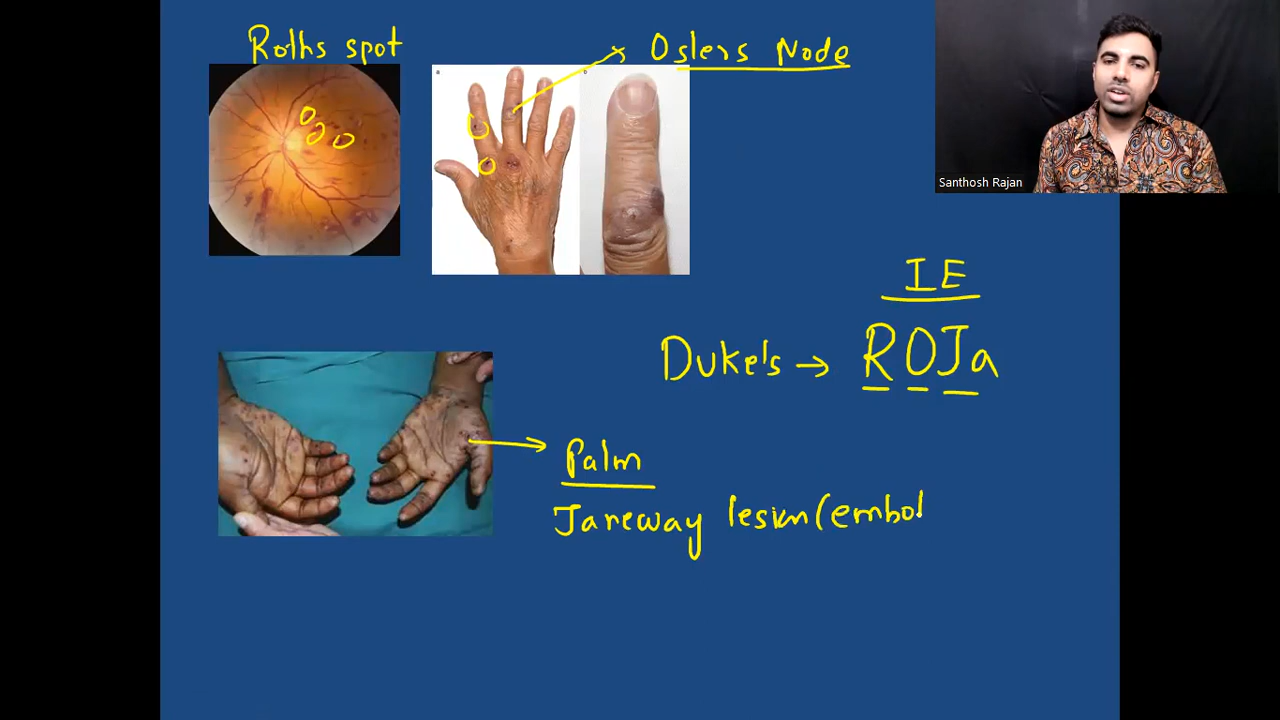 Roths spot
Oslers Node
Santhosh Rajan
IE
Duke's → ROJa
Palm
Janeway lesion (embol